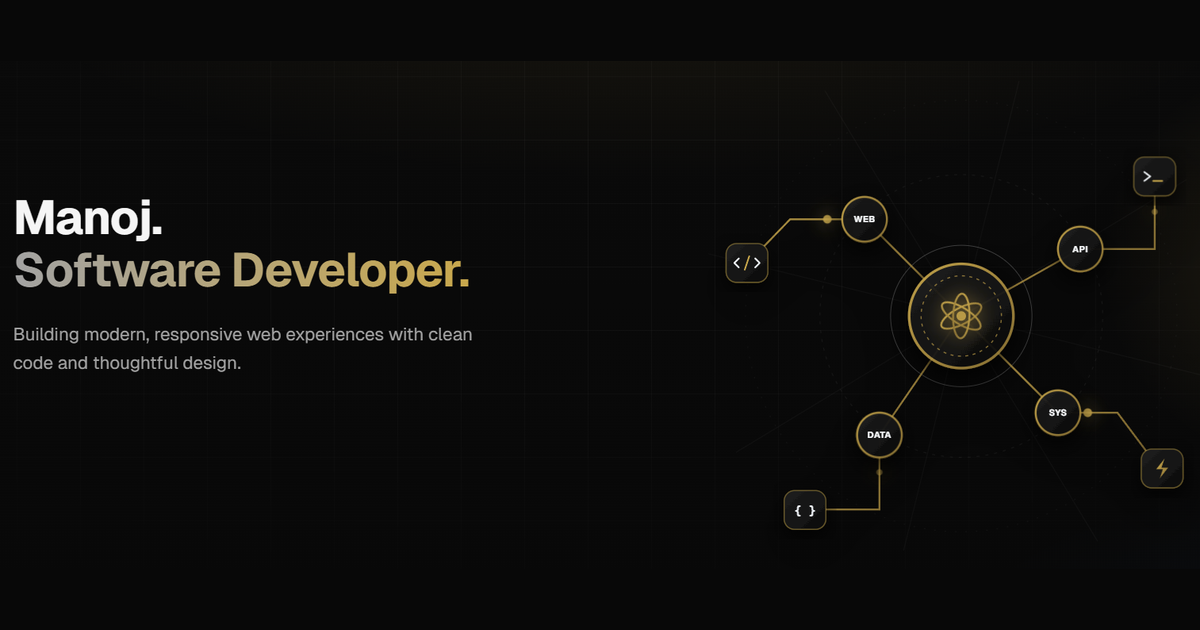 Manoj.
Software Developer.
Building modern, responsive web experiences with clean
code and thoughtful design.
>_
WEB
API
</>
SYS
DATA
{ }